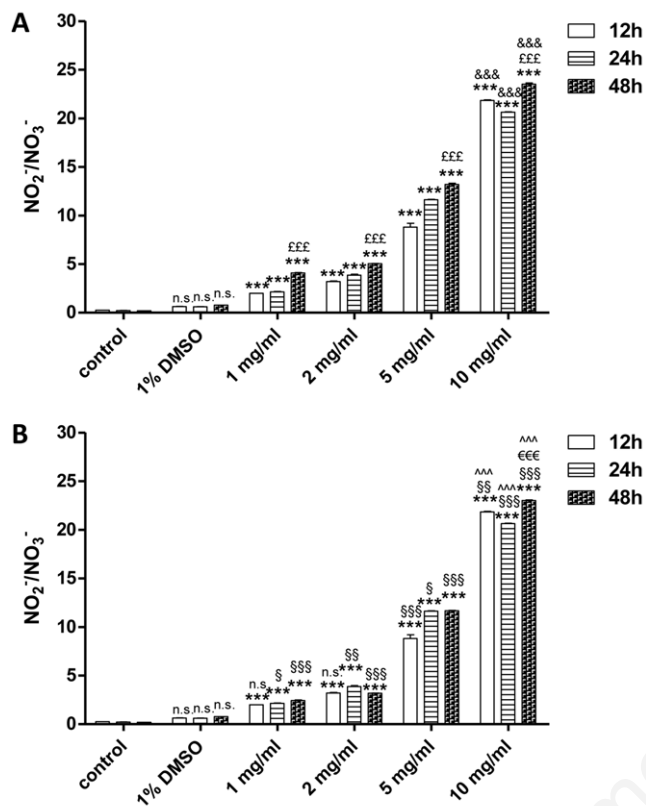 A
12h
24h
48h
NO₂⁻/NO₃⁻
30
25
20
15
10
5
0
n.s. n.s. n.s.
*** *** £££ ***
*** *** £££ ***
*** *** £££ ***
&&& *** &&& *** &&& £££ ***
control
1% DMSO
1 mg/ml
2 mg/ml
5 mg/ml
10 mg/ml
B
12h
24h
48h
NO₂⁻/NO₃⁻
30
25
20
15
10
5
0
n.s. n.s. n.s.
n.s. *** § *** §§§ ***
n.s. *** §§ *** §§§ ***
§§§ *** § *** §§§ ***
^^^ §§ *** ^^^ §§§ *** ^^^ €€€ §§§ ***
control
1% DMSO
1 mg/ml
2 mg/ml
5 mg/ml
10 mg/ml